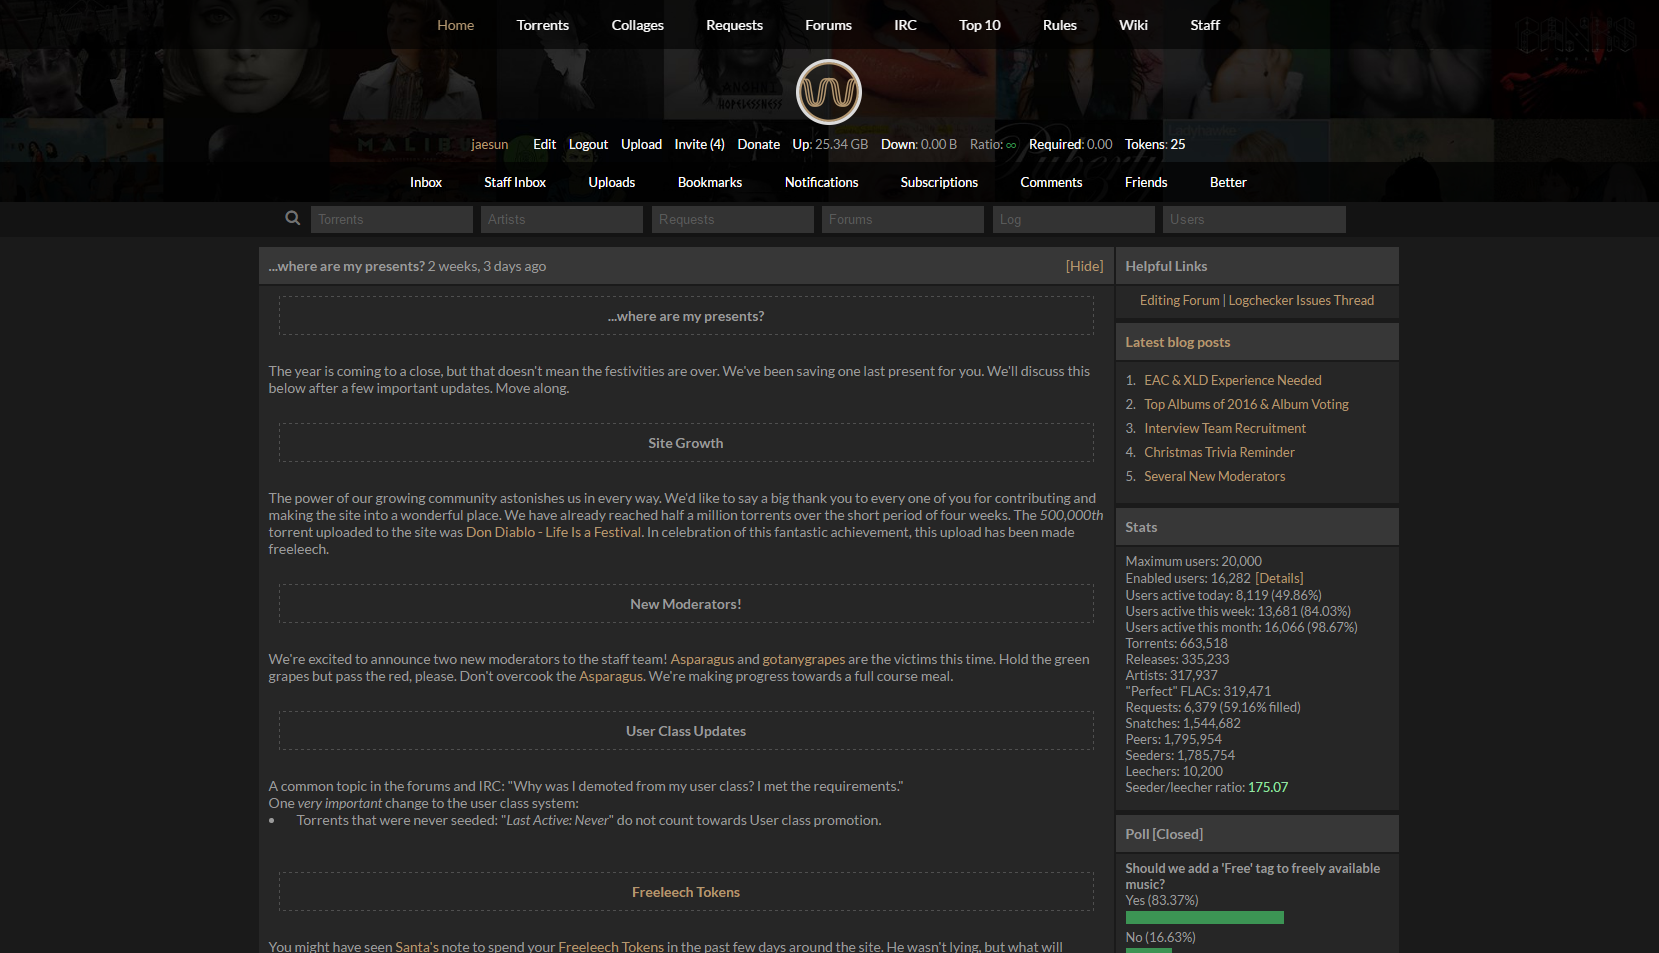 Home Torrents Collages Requests Forums IRC Top 10 Rules Wiki Staff
jaesun Edit Logout Upload Invite (4) Donate Up: 25.34 GB Down: 0.00 B Ratio: ∞ Required: 0.00 Tokens: 25
Inbox Staff Inbox Uploads Bookmarks Notifications Subscriptions Comments Friends Better
Torrents Artists Requests Forums Log Users
...where are my presents? 2 weeks, 3 days ago [Hide]
...where are my presents?
The year is coming to a close, but that doesn't mean the festivities are over. We've been saving one last present for you. We'll discuss this
below after a few important updates. Move along.
Site Growth
The power of our growing community astonishes us in every way. We'd like to say a big thank you to every one of you for contributing and
making the site into a wonderful place. We have already reached half a million torrents over the short period of four weeks. The 500,000th
torrent uploaded to the site was Don Diablo - Life Is a Festival. In celebration of this fantastic achievement, this upload has been made
freeleech.
New Moderators!
We're excited to announce two new moderators to the staff team! Asparagus and gotanygrapes are the victims this time. Hold the green
grapes but pass the red, please. Don't overcook the Asparagus. We're making progress towards a full course meal.
User Class Updates
A common topic in the forums and IRC: "Why was I demoted from my user class? I met the requirements."
One very important change to the user class system:
• Torrents that were never seeded: "Last Active: Never" do not count towards User class promotion.
Freeleech Tokens
You might have seen Santa's note to spend your Freeleech Tokens in the past few days around the site. He wasn't lying, but what will
Helpful Links
Editing Forum | Logchecker Issues Thread
Latest blog posts
1. EAC & XLD Experience Needed
2. Top Albums of 2016 & Album Voting
3. Interview Team Recruitment
4. Christmas Trivia Reminder
5. Several New Moderators
Stats
Maximum users: 20,000
Enabled users: 16,282 [Details]
Users active today: 8,119 (49.86%)
Users active this week: 13,681 (84.03%)
Users active this month: 16,066 (98.67%)
Torrents: 663,518
Releases: 335,233
Artists: 317,937
"Perfect" FLACs: 319,471
Requests: 6,379 (59.16% filled)
Snatches: 1,544,682
Peers: 1,795,954
Seeders: 1,785,754
Leechers: 10,200
Seeder/leecher ratio: 175.07
Poll [Closed]
Should we add a 'Free' tag to freely available
music?
Yes (83.37%)
No (16.63%)